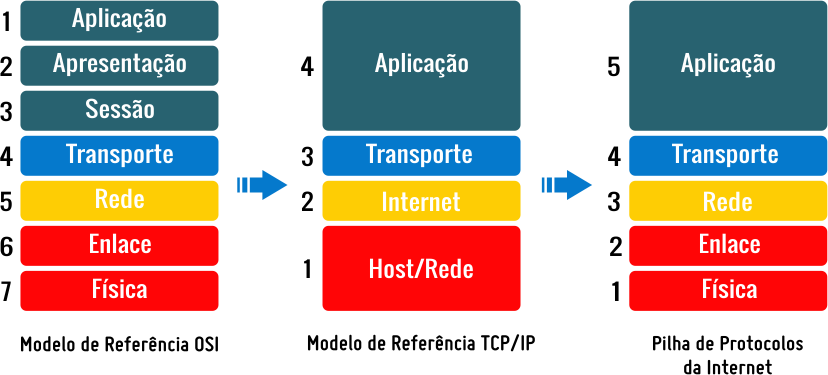 1 Aplicação
2 Apresentação
3 Sessão
4 Transporte
5 Rede
6 Enlace
7 Física
Modelo de Referência OSI
4 Aplicação
3 Transporte
2 Internet
1 Host/Rede
Modelo de Referência TCP/IP
5 Aplicação
4 Transporte
3 Rede
2 Enlace
1 Física
Pilha de Protocolos
da Internet